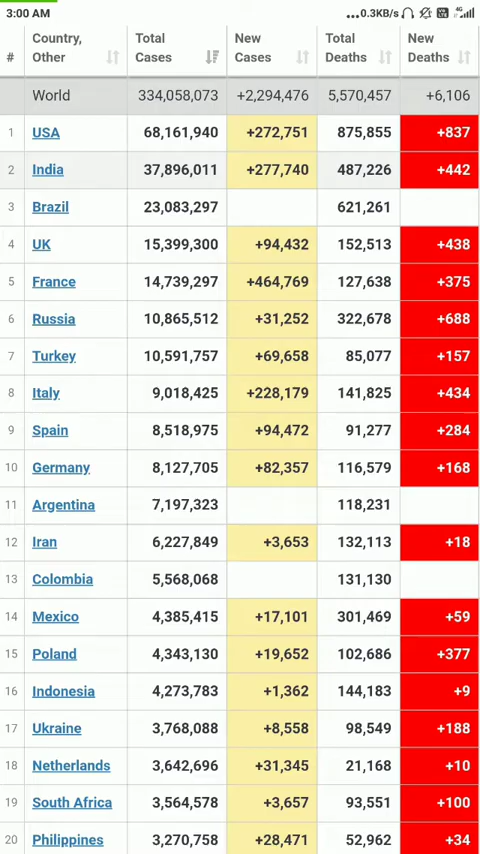 3:00 AM ...0.3KB/s 4G
# Country, Other Total Cases New Cases Total Deaths New Deaths
World 334,058,073 +2,294,476 5,570,457 +6,106
1 USA 68,161,940 +272,751 875,855 +837
2 India 37,896,011 +277,740 487,226 +442
3 Brazil 23,083,297 621,261
4 UK 15,399,300 +94,432 152,513 +438
5 France 14,739,297 +464,769 127,638 +375
6 Russia 10,865,512 +31,252 322,678 +688
7 Turkey 10,591,757 +69,658 85,077 +157
8 Italy 9,018,425 +228,179 141,825 +434
9 Spain 8,518,975 +94,472 91,277 +284
10 Germany 8,127,705 +82,357 116,579 +168
11 Argentina 7,197,323 118,231
12 Iran 6,227,849 +3,653 132,113 +18
13 Colombia 5,568,068 131,130
14 Mexico 4,385,415 +17,101 301,469 +59
15 Poland 4,343,130 +19,652 102,686 +377
16 Indonesia 4,273,783 +1,362 144,183 +9
17 Ukraine 3,768,088 +8,558 98,549 +188
18 Netherlands 3,642,696 +31,345 21,168 +10
19 South Africa 3,564,578 +3,657 93,551 +100
20 Philippines 3,270,758 +28,471 52,962 +34